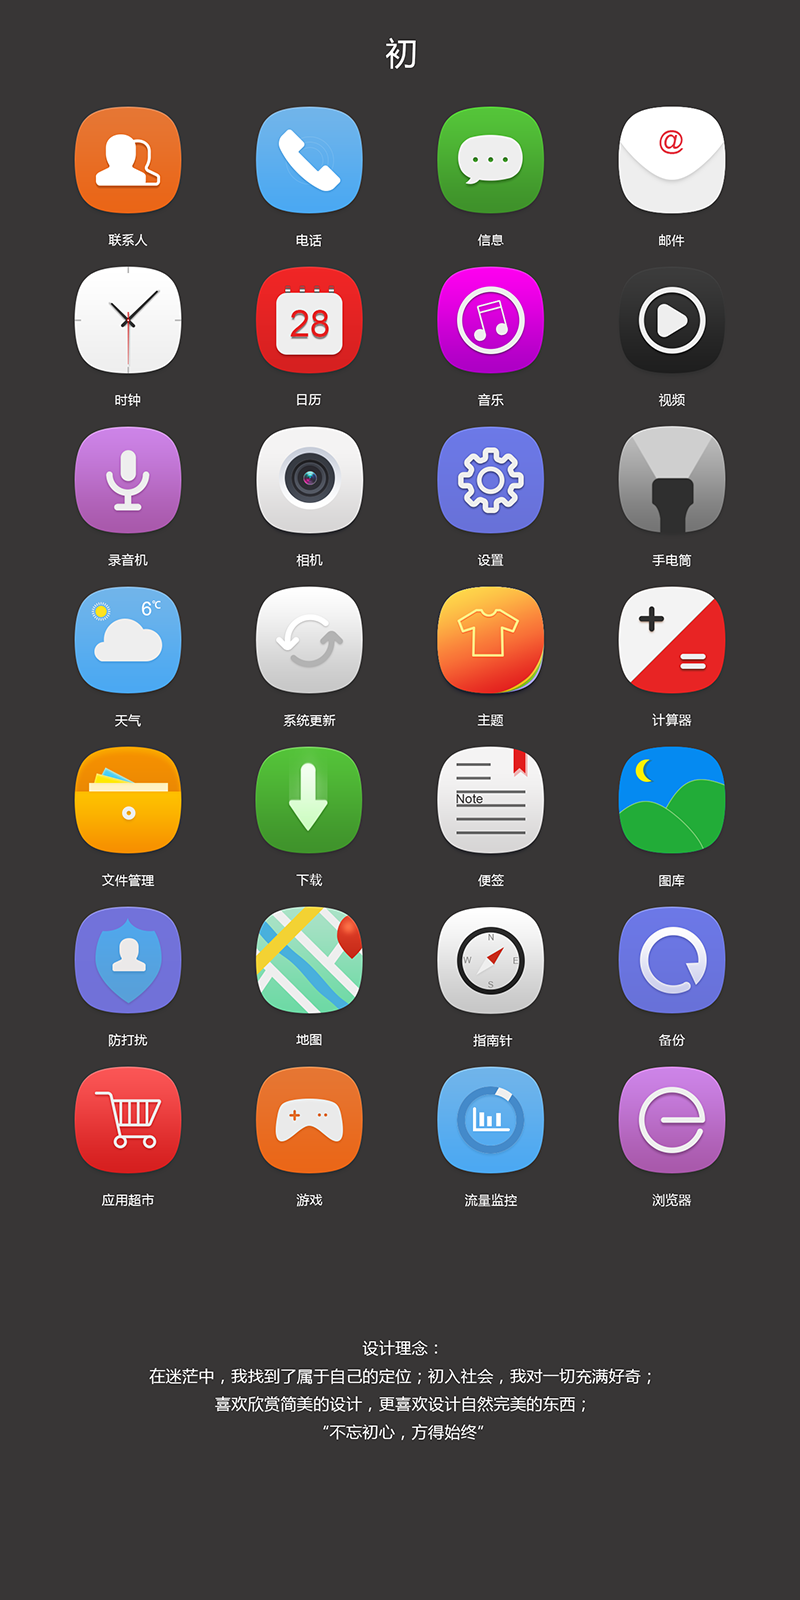 初
@
联系人 电话 信息 邮件
28
时钟 日历 音乐 视频
录音机 相机 设置 手电筒
6℃
天气 系统更新 主题 计算器
Note
文件管理 下载 便签 图库
N
W E
S
防打扰 地图 指南针 备份
应用超市 游戏 流量监控 浏览器
设计理念：
在迷茫中，我找到了属于自己的定位；初入社会，我对一切充满好奇；
喜欢欣赏简美的设计，更喜欢设计自然完美的东西；
“不忘初心，方得始终”